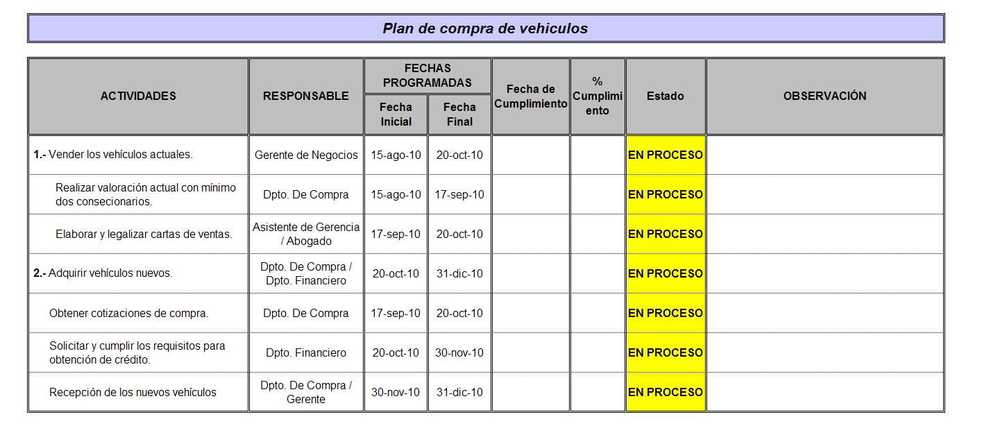 Plan de compra de vehiculos
ACTIVIDADES
RESPONSABLE
FECHAS
PROGRAMADAS
Fecha
Inicial
Fecha
Final
Fecha de
Cumplimiento
%
Cumplimi
ento
Estado
OBSERVACIÓN
1.- Vender los vehículos actuales.
Gerente de Negocios
15-ago-10
20-oct-10
EN PROCESO
Realizar valoración actual con mínimo
dos consecionarios.
Dpto. De Compra
15-ago-10
17-sep-10
EN PROCESO
Elaborar y legalizar cartas de ventas.
Asistente de Gerencia
/ Abogado
17-sep-10
20-oct-10
EN PROCESO
2.- Adquirir vehículos nuevos.
Dpto. De Compra /
Dpto. Financiero
20-oct-10
31-dic-10
EN PROCESO
Obtener cotizaciones de compra.
Dpto. De Compra
17-sep-10
20-oct-10
EN PROCESO
Solicitar y cumplir los requisitos para
obtención de crédito.
Dpto. Financiero
20-oct-10
30-nov-10
EN PROCESO
Recepción de los nuevos vehículos
Dpto. De Compra /
Gerente
30-nov-10
31-dic-10
EN PROCESO